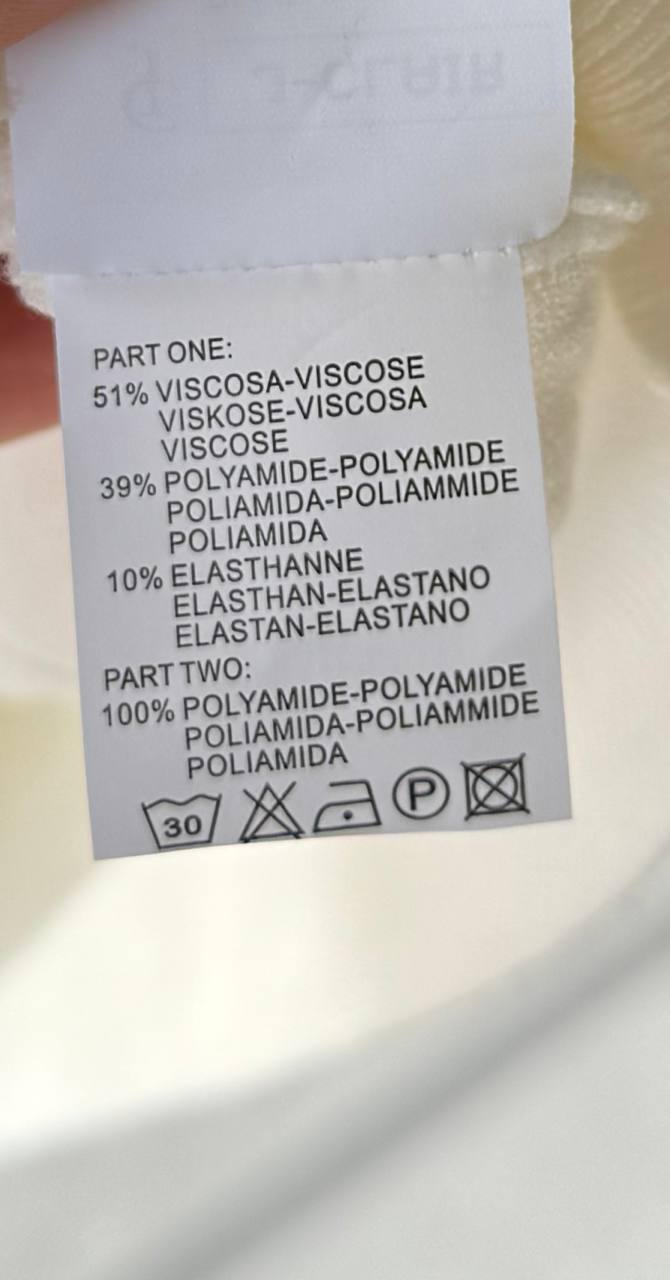 J-CLAIR
PART ONE:
51% VISCOSA-VISCOSE
VISKOSE-VISCOSA
VISCOSE
39% POLYAMIDE-POLYAMIDE
POLIAMIDA-POLIAMMIDE
POLIAMIDA
10% ELASTHANNE
ELASTHAN-ELASTANO
ELASTAN-ELASTANO
PART TWO:
100% POLYAMIDE-POLYAMIDE
POLIAMIDA-POLIAMMIDE
POLIAMIDA
30 P